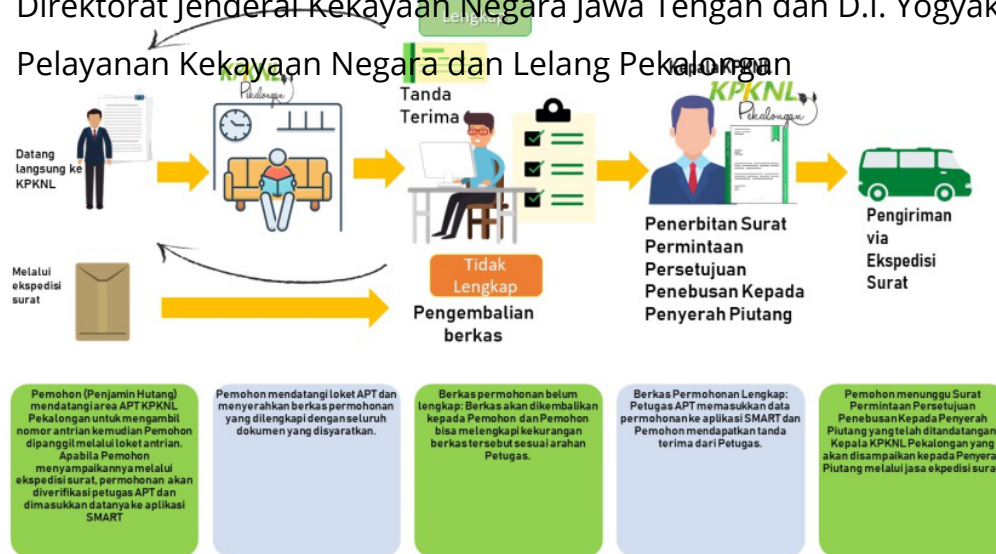 Direktorat Jenderal Kekayaan Negara Jawa Tengah dan D.I. Yogyak
Pelayanan Kekayaan Negara dan Lelang Pekalongan
Lengkap
Kepala KPKNL
KPKNL
Pekalongan
KPKNL
Pekalongan
Datang
langsung ke
KPKNL
Tanda
Terima
Melalui
ekspedisi
surat
Tidak
Lengkap
Pengembalian
berkas
Penerbitan Surat
Permintaan
Persetujuan
Penebusan Kepada
Penyerah Piutang
Pengiriman
via
Ekspedisi
Surat
Pemohon (Penjamin Hutang)
mendatangi area APT KPKNL
Pekalongan untuk mengambil
nomor antrian kemudian Pemohon
dipanggil melalui loket antrian.
Apabila Pemohon
menyampaikannya melalui
ekspedisi surat, permohonan akan
diverifikasi petugas APT dan
dimasukkan datanya ke aplikasi
SMART
Pemohon mendatangi loket APT dan
menyerahkan berkas permohonan
yang dilengkapi dengan seluruh
dokumen yang disyaratkan.
Berkas permohonan belum
lengkap: Berkas akan dikembalikan
kepada Pemohon dan Pemohon
bisa melengkapi kekurangan
berkas tersebut sesuai arahan
Petugas.
Berkas Permohonan Lengkap:
Petugas APT memasukkan data
permohonan ke aplikasi SMART dan
Pemohon mendapatkan tanda
terima dari Petugas.
Pemohon menunggu Surat
Permintaan Persetujuan
Penebusan Kepada Penyerah
Piutang yang telah ditandatangan
Kepala KPKNL Pekalongan yang
akan disampaikan kepada Penyera
Piutang melalui jasa ekpedisi surat